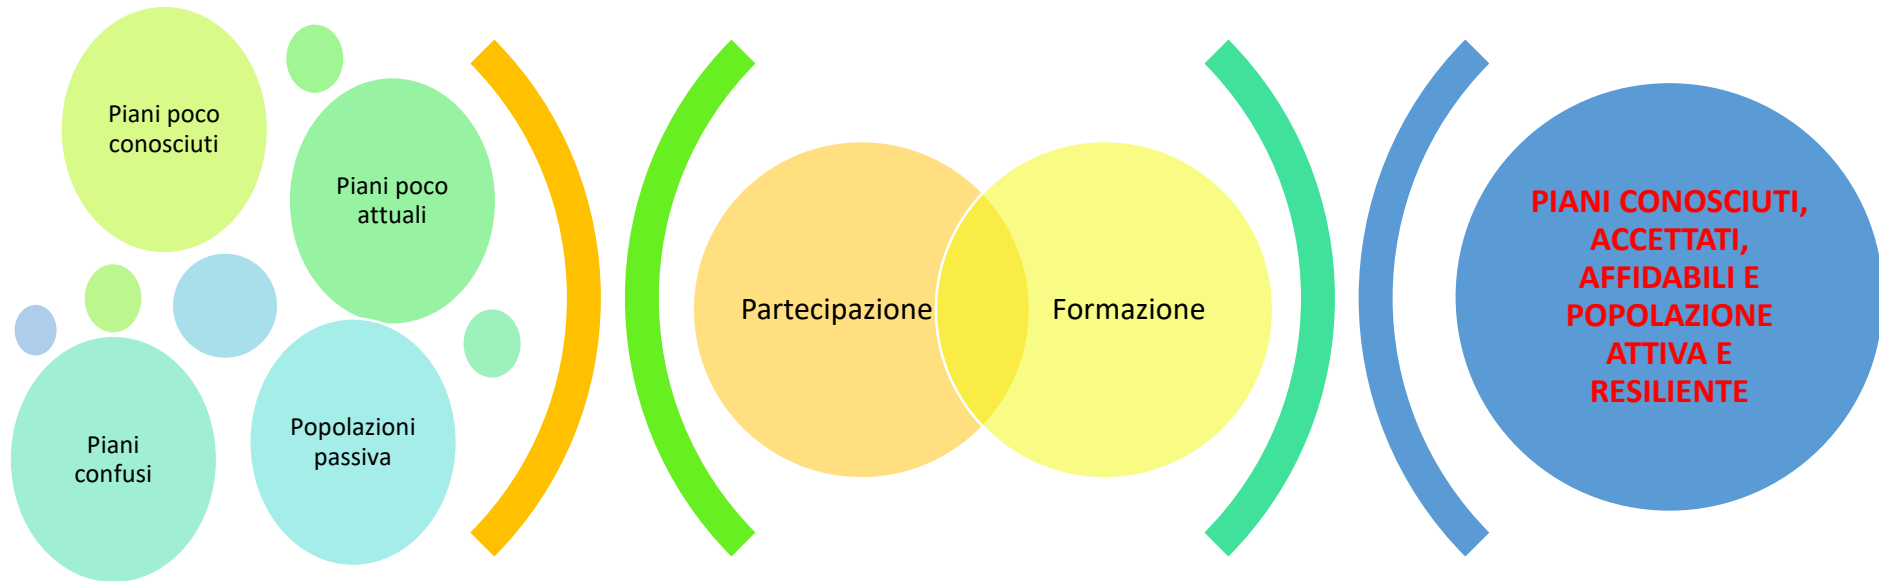 Piani poco
conosciuti
Piani poco
attuali
Piani
confusi
Popolazioni
passiva
Partecipazione
Formazione
PIANI CONOSCIUTI,
ACCETTATI,
AFFIDABILI E
POPOLAZIONE
ATTIVA E
RESILIENTE